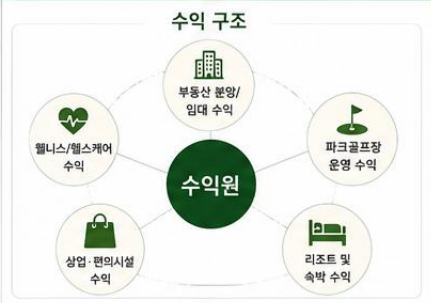 수익 구조
부동산 분양/
임대 수익
웰니스/헬스케어
수익
파크골프장
운영 수익
수익원
상업·편의시설
수익
리조트 및
숙박 수익